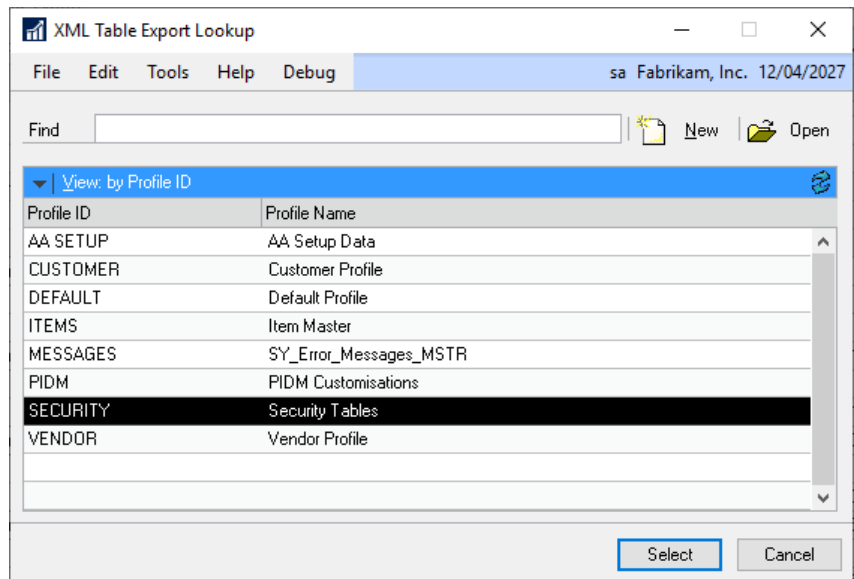 XML Table Export Lookup
File Edit Tools Help Debug sa Fabrikam, Inc. 12/04/2027
Find New Open
View: by Profile ID
Profile ID Profile Name
AA SETUP AA Setup Data
CUSTOMER Customer Profile
DEFAULT Default Profile
ITEMS Item Master
MESSAGES SY_Error_Messages_MSTR
PIDM PIDM Customisations
SECURITY Security Tables
VENDOR Vendor Profile
Select Cancel